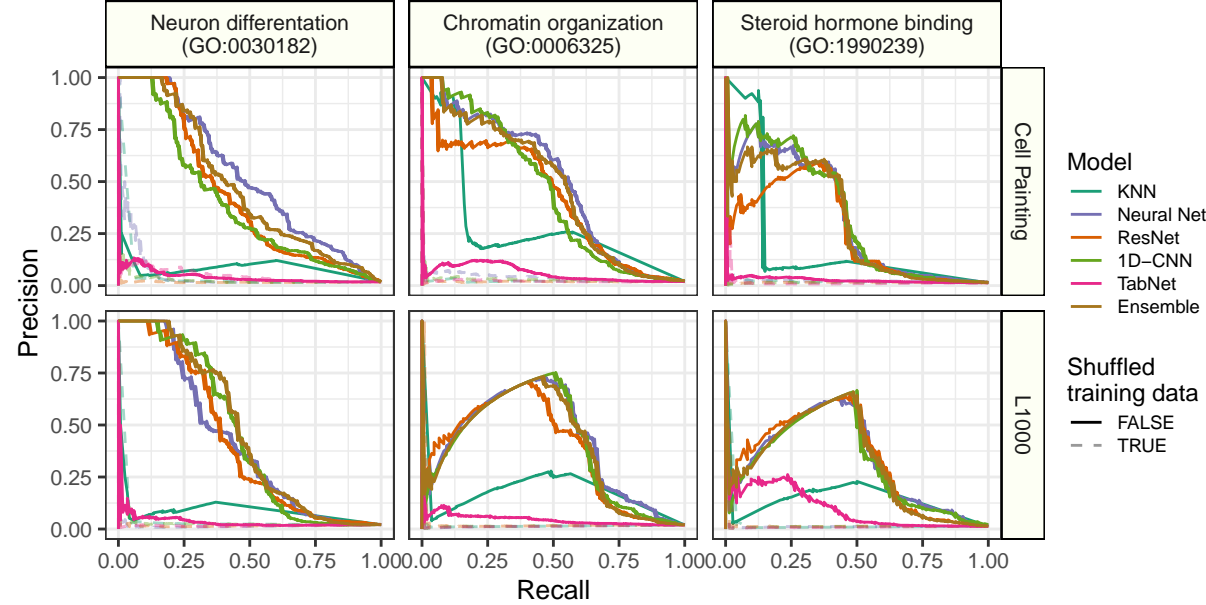 Neuron differentation
(GO:0030182)
Chromatin organization
(GO:0006325)
Steroid hormone binding
(GO:1990239)
1.00
0.75
0.50
0.25
0.00
Cell Painting
1.00
0.75
0.50
0.25
0.00
L1000
0.00 0.25 0.50 0.75 1.00
0.00 0.25 0.50 0.75 1.00
0.00 0.25 0.50 0.75 1.00
Precision
Recall
Model
KNN
Neural Net
ResNet
1D−CNN
TabNet
Ensemble
Shuffled
training data
FALSE
TRUE